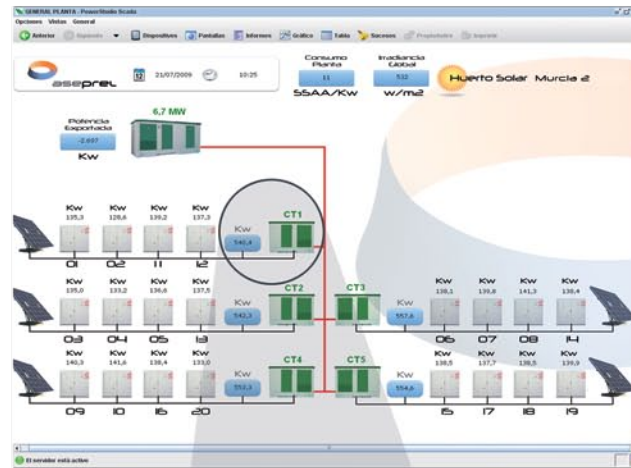 GENERAL PLANTA - PowerStudio Scada
Opciones Vistas General
Anterior Siguiente Dispositivos Pantallas Informes Gráfico Tabla Sucesos Propiedades Imprimir
aseprel
12 21/07/2009 10:25
Consumo Planta
11
SSAA/Kw
Irradiancia Global
532
w/m2
Huerto Solar Murcia 2
Potencia Exportada
-2.697
Kw
6,7 MW
Kw Kw Kw Kw
135,3 128,6 139,2 137,3
01 02 11 12
Kw
540,4
CT1
Kw Kw Kw Kw
135,0 133,2 136,6 137,5
03 04 05 13
Kw
542,3
CT2
CT3
Kw
557,6
Kw Kw Kw Kw
138,1 139,8 141,3 138,4
06 07 08 14
Kw Kw Kw Kw
140,3 141,6 138,4 133,0
09 10 16 20
Kw
553,3
CT4
CT5
Kw
554,6
Kw Kw Kw Kw
138,5 137,7 138,5 139,9
15 17 18 19
El servidor está activo